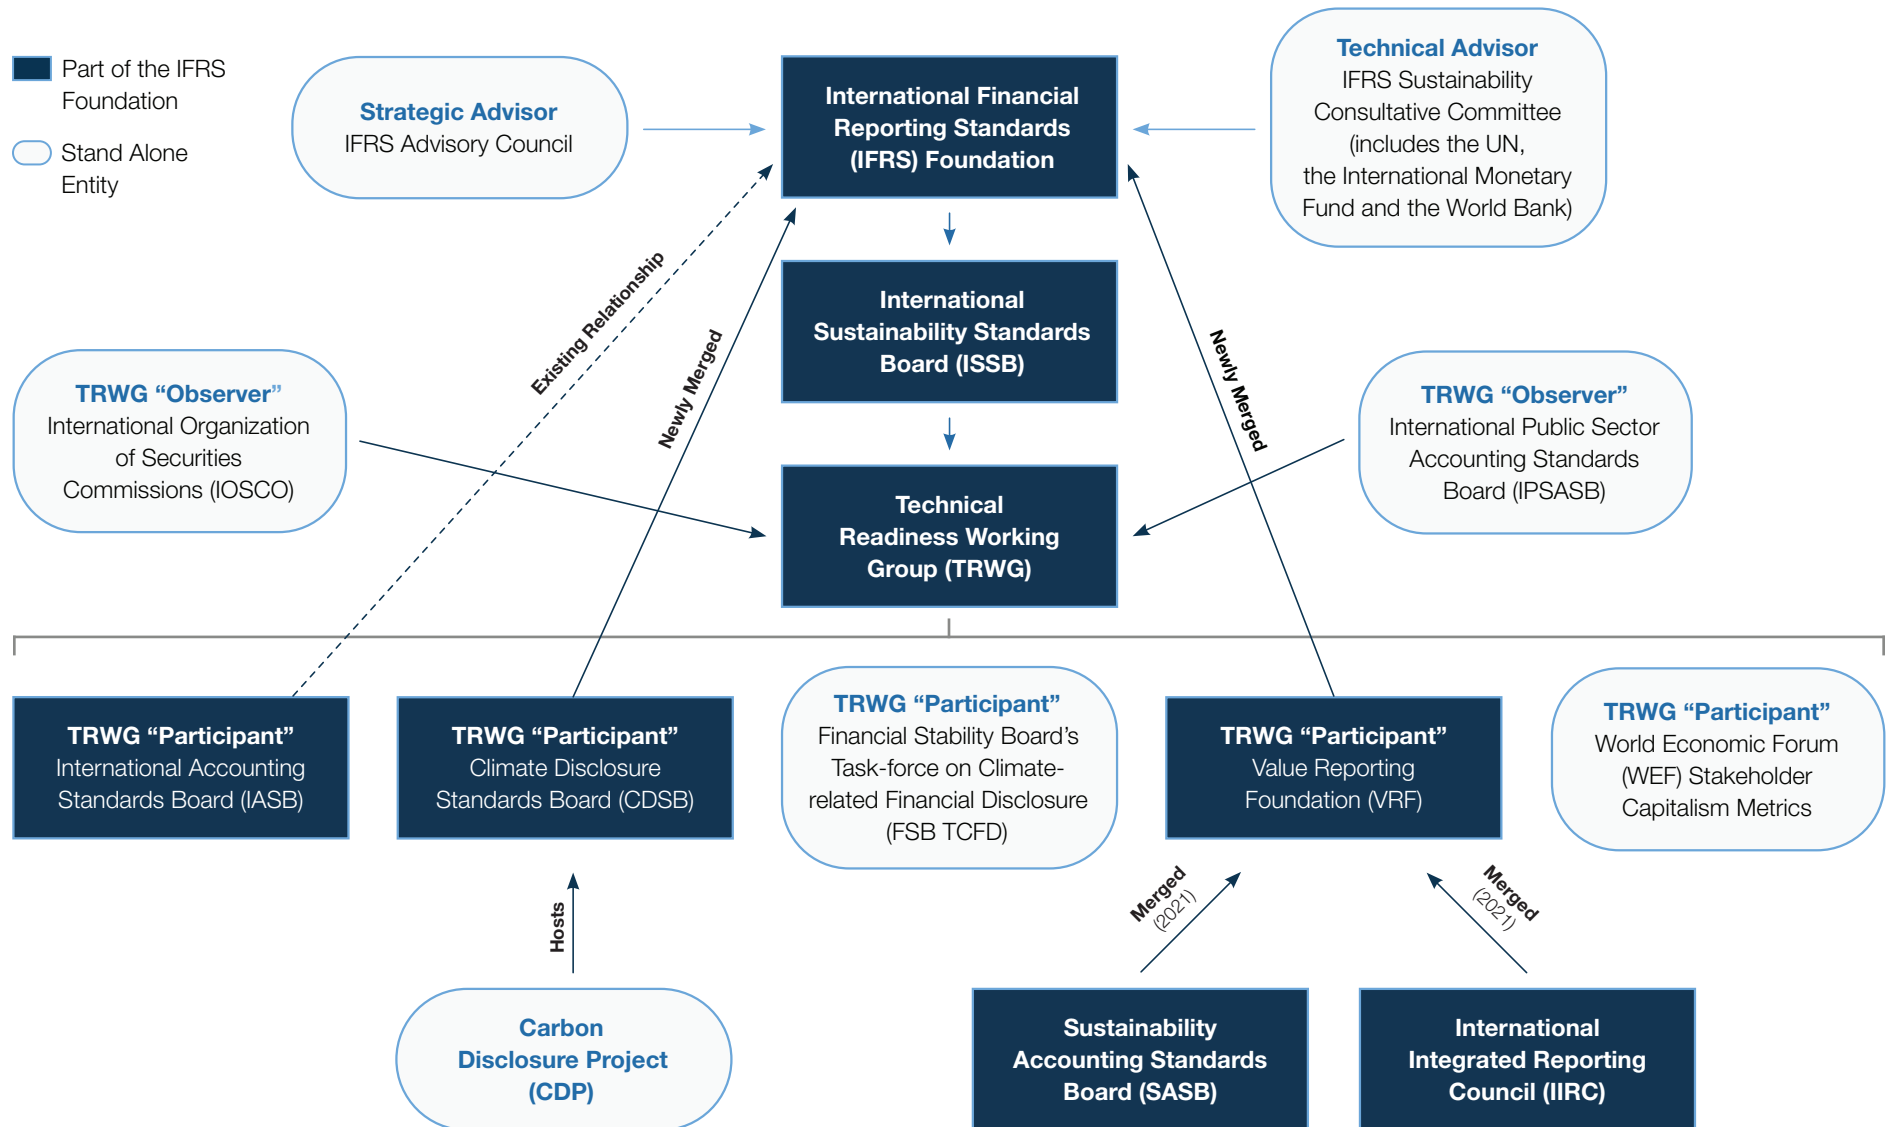 Part of the IFRS
Foundation
Stand Alone
Entity
Strategic Advisor
IFRS Advisory Council
International Financial
Reporting Standards
(IFRS) Foundation
Technical Advisor
IFRS Sustainability
Consultative Committee
(includes the UN,
the International Monetary
Fund and the World Bank)
Existing Relationship
Newly Merged
International
Sustainability Standards
Board (ISSB)
Newly Merged
TRWG “Observer”
International Organization
of Securities
Commissions (IOSCO)
TRWG “Observer”
International Public Sector
Accounting Standards
Board (IPSASB)
Technical
Readiness Working
Group (TRWG)
TRWG “Participant”
International Accounting
Standards Board (IASB)
TRWG “Participant”
Climate Disclosure
Standards Board (CDSB)
TRWG “Participant”
Financial Stability Board’s
Task-force on Climate-
related Financial Disclosure
(FSB TCFD)
TRWG “Participant”
Value Reporting
Foundation (VRF)
TRWG “Participant”
World Economic Forum
(WEF) Stakeholder
Capitalism Metrics
Hosts
Merged
(2021)
Merged
(2021)
Carbon
Disclosure Project
(CDP)
Sustainability
Accounting Standards
Board (SASB)
International
Integrated Reporting
Council (IIRC)